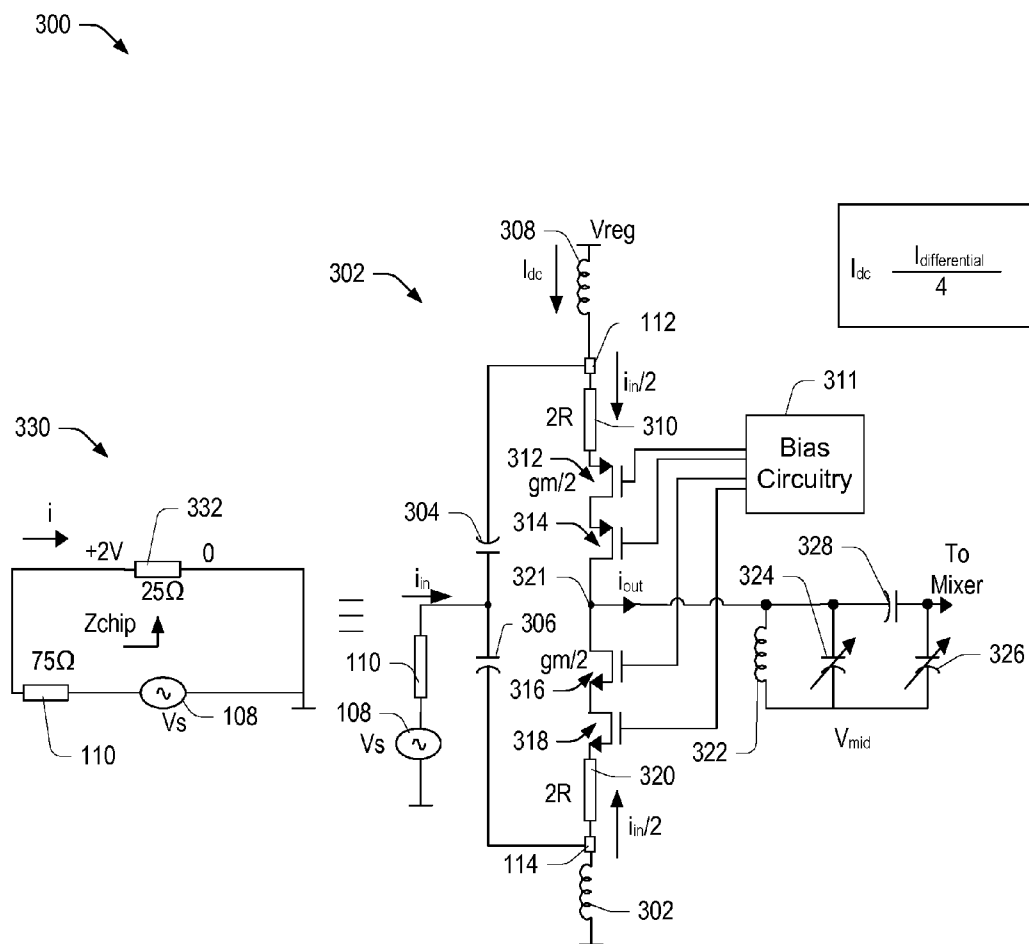 300
308
Vreg
Idc
302
Idc Idifferential
4
112
iin/2
311
2R
310
Bias
Circuitry
330
312
gm/2
i
332
304
314
+2V
0
328
To
Mixer
25Ω
iin
321
iout
324
Zchip
306
75Ω
110
gm/2
316
326
108
Vs
318
322
Vmid
Vs
108
320
110
2R
iin/2
114
302